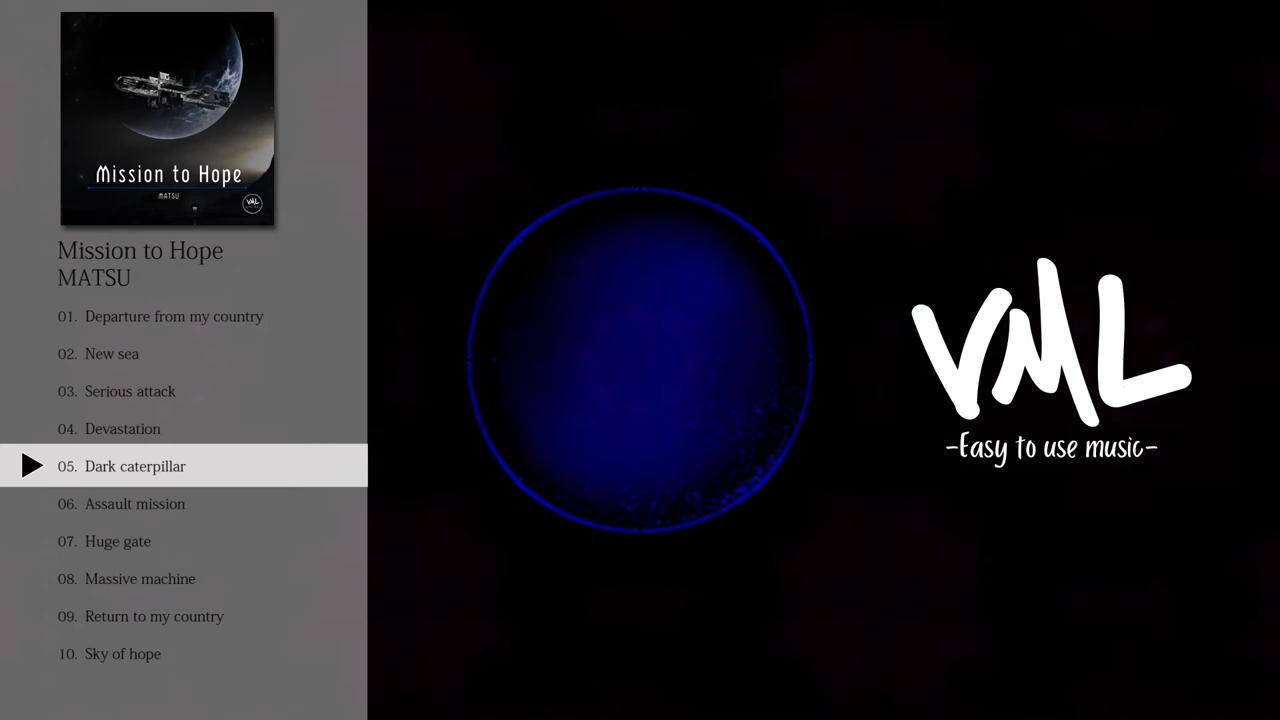 Mission to Hope
MATSU
VML
Mission to Hope
MATSU
01. Departure from my country
02. New sea
03. Serious attack
04. Devastation
05. Dark caterpillar
06. Assault mission
07. Huge gate
08. Massive machine
09. Return to my country
10. Sky of hope
VML
-Easy to use music-